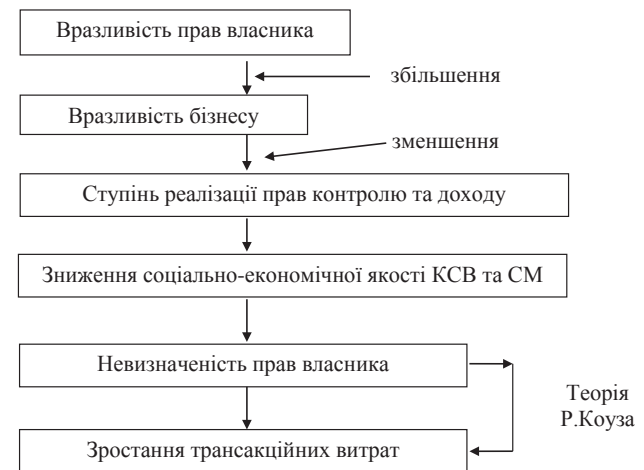 Вразливість прав власника
збільшення
Вразливість бізнесу
зменшення
Ступінь реалізації прав контролю та доходу
Зниження соціально-економічної якості КСВ та СМ
Невизначеність прав власника
Теорія
Р.Коуза
Зростання трансакційних витрат